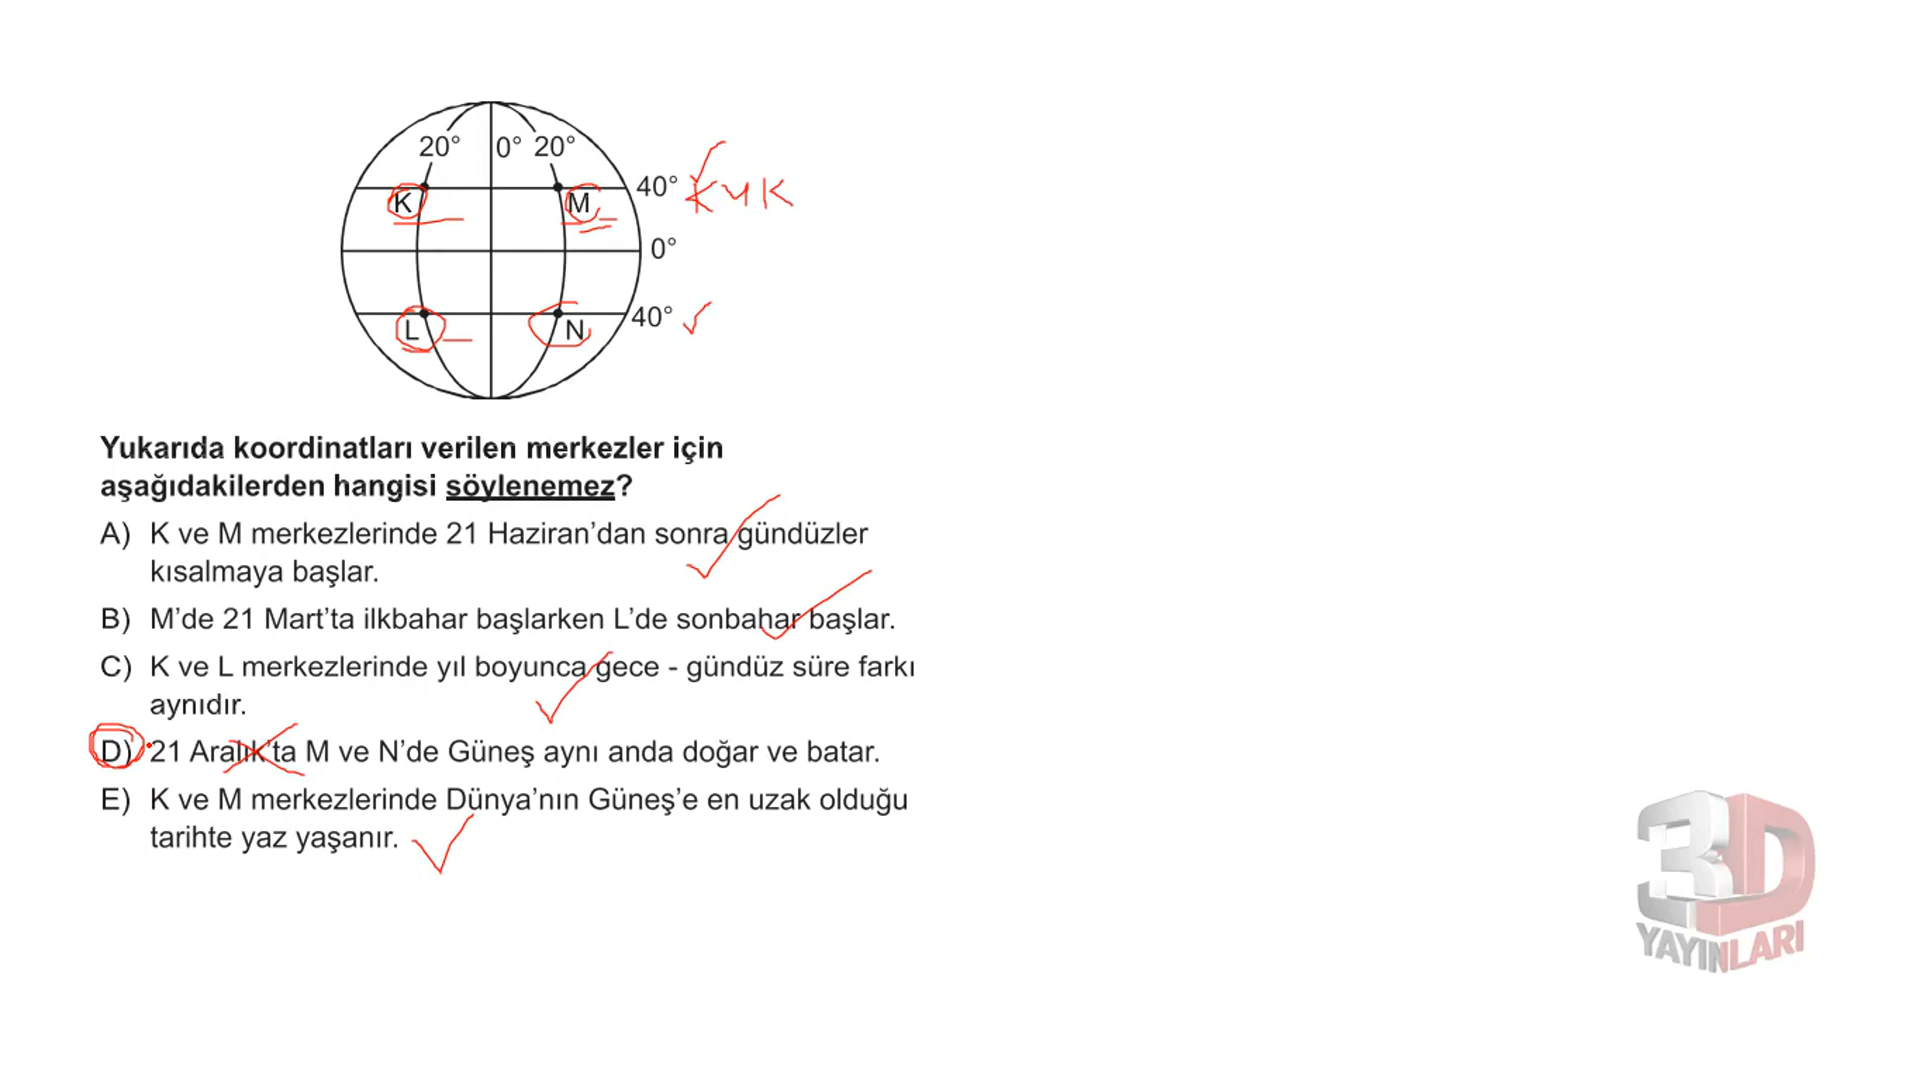 20° 0° 20°
K M 40° KYK
0°
L N 40°
Yukarıda koordinatları verilen merkezler için
aşağıdakilerden hangisi söylenemez?
A) K ve M merkezlerinde 21 Haziran’dan sonra gündüzler
kısalmaya başlar.
B) M’de 21 Mart’ta ilkbahar başlarken L’de sonbahar başlar.
C) K ve L merkezlerinde yıl boyunca gece - gündüz süre farkı
aynıdır.
D) 21 Aralık’ta M ve N’de Güneş aynı anda doğar ve batar.
E) K ve M merkezlerinde Dünya’nın Güneş’e en uzak olduğu
tarihte yaz yaşanır.
3D
YAYINLARI